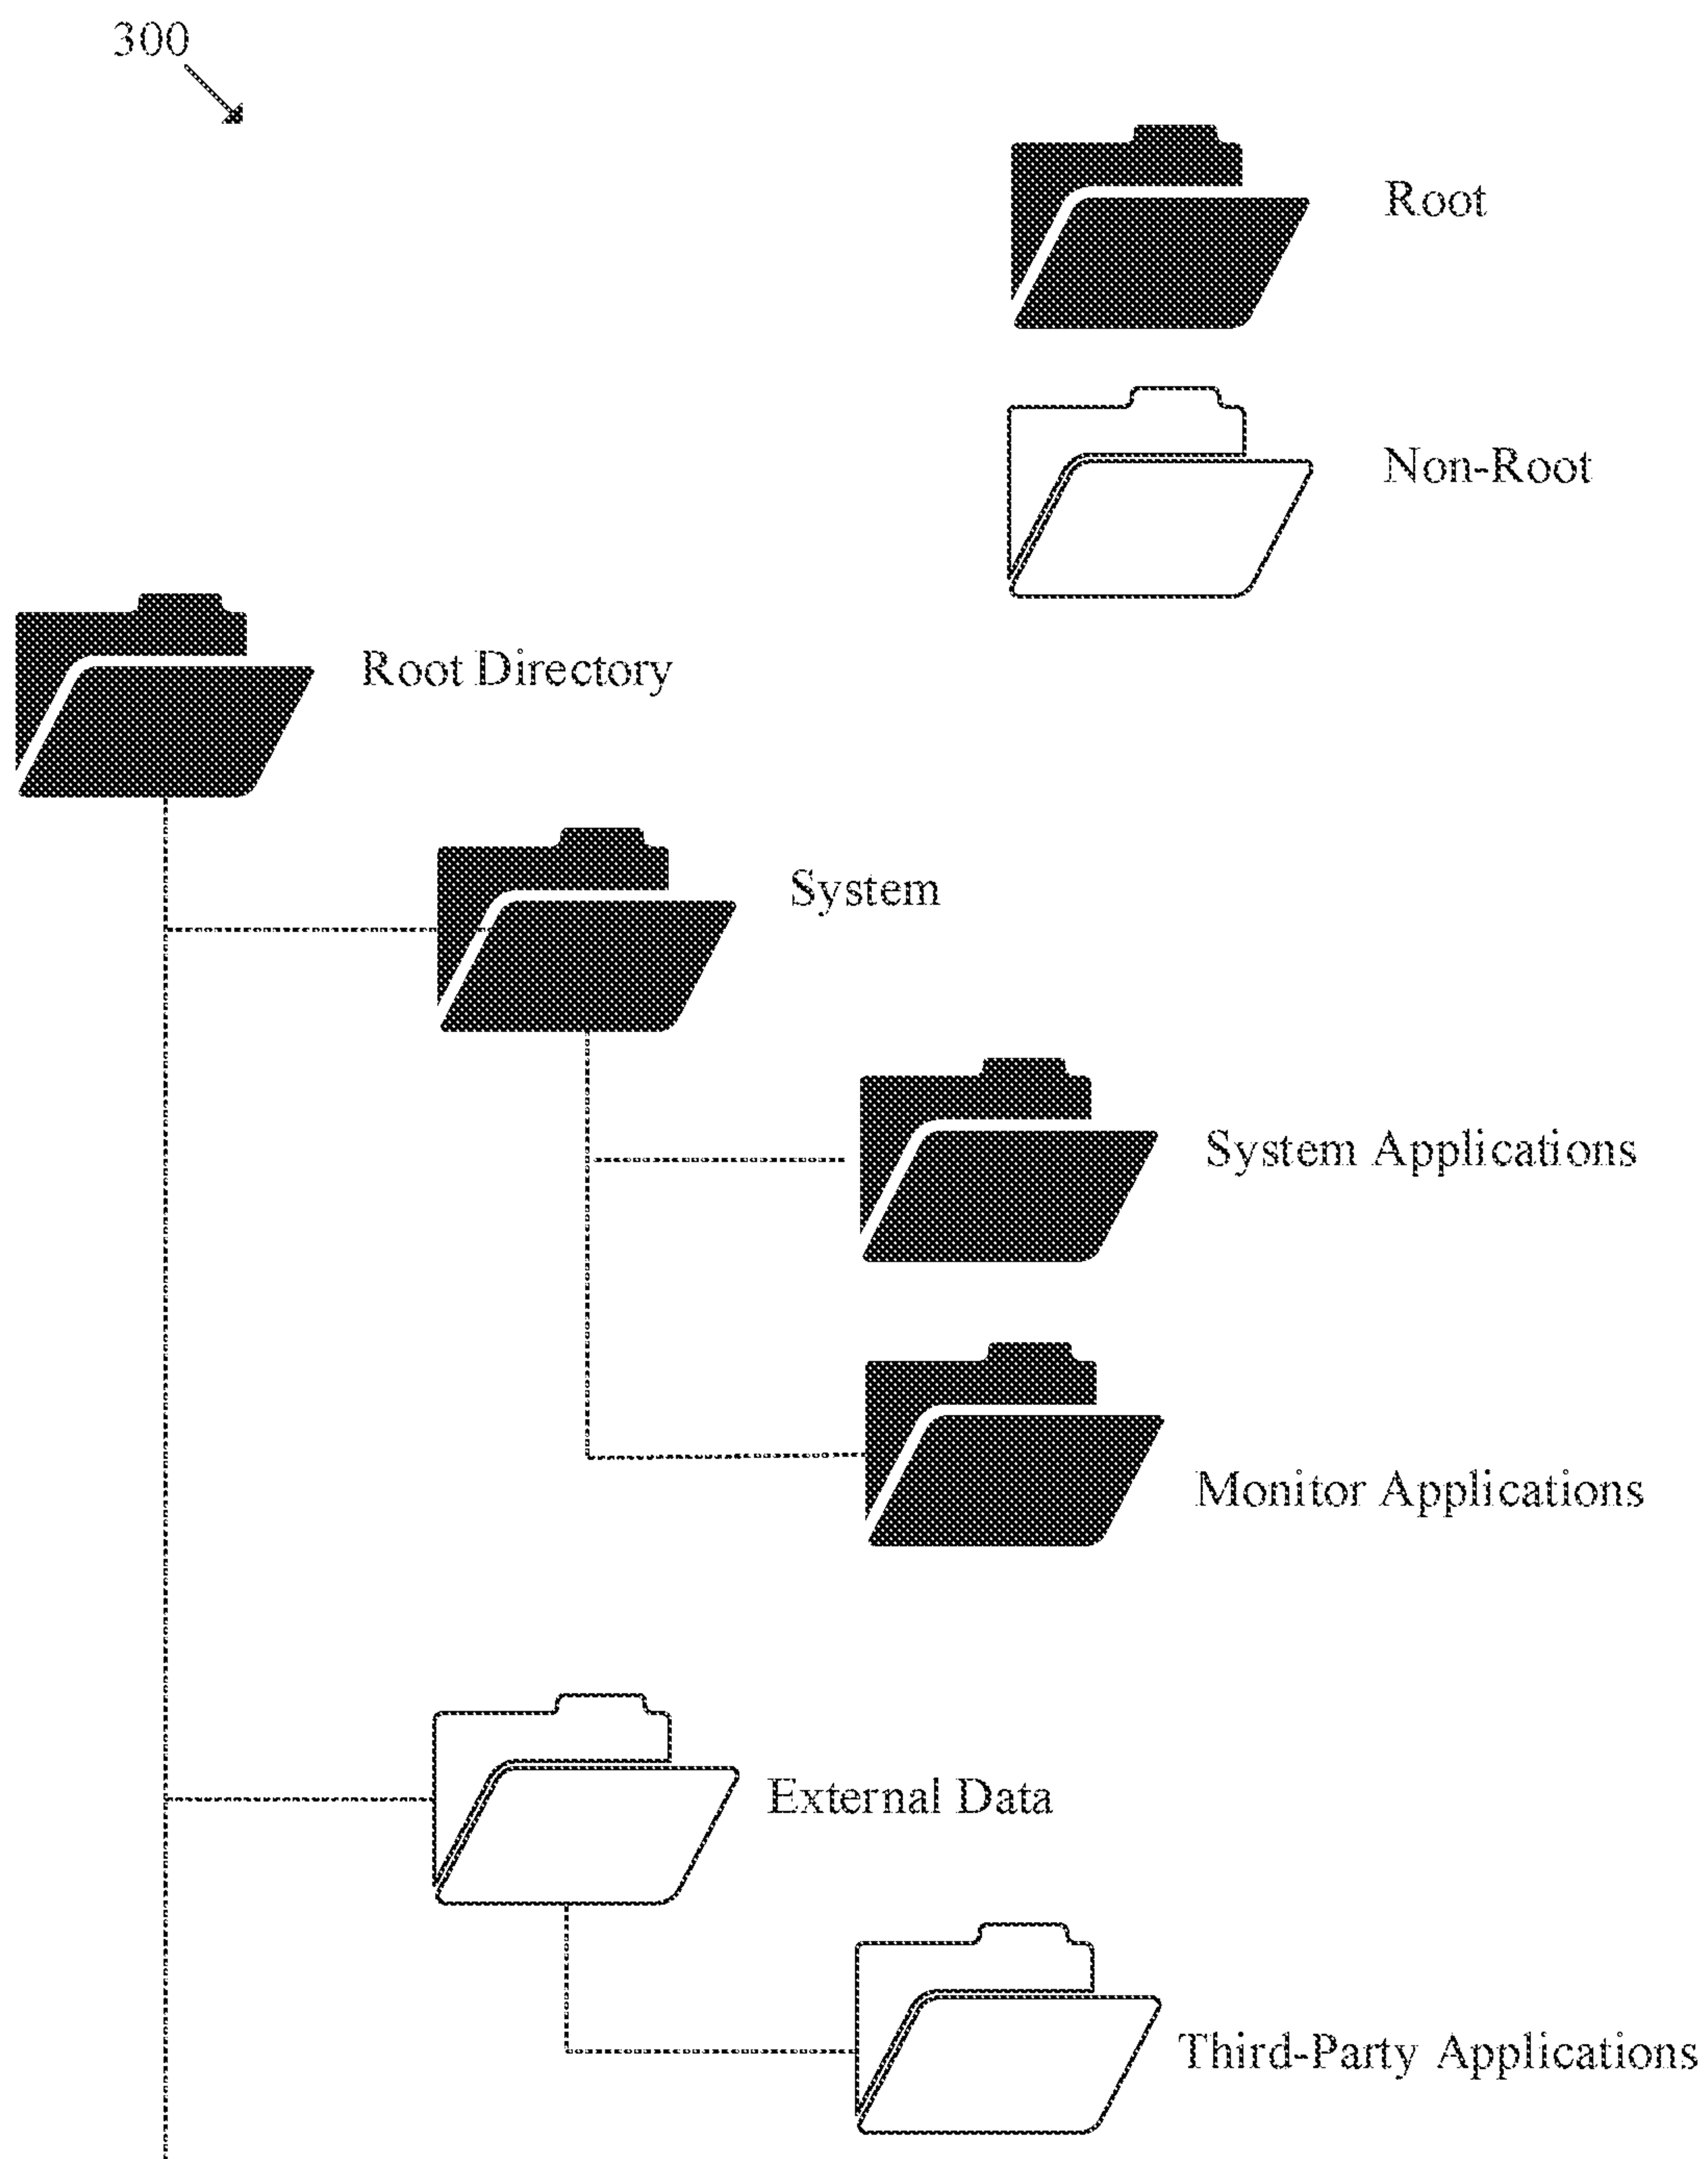 300
Root
Non-Root
Root Directory
System
System Applications
Monitor Applications
External Data
Third-Party Applications